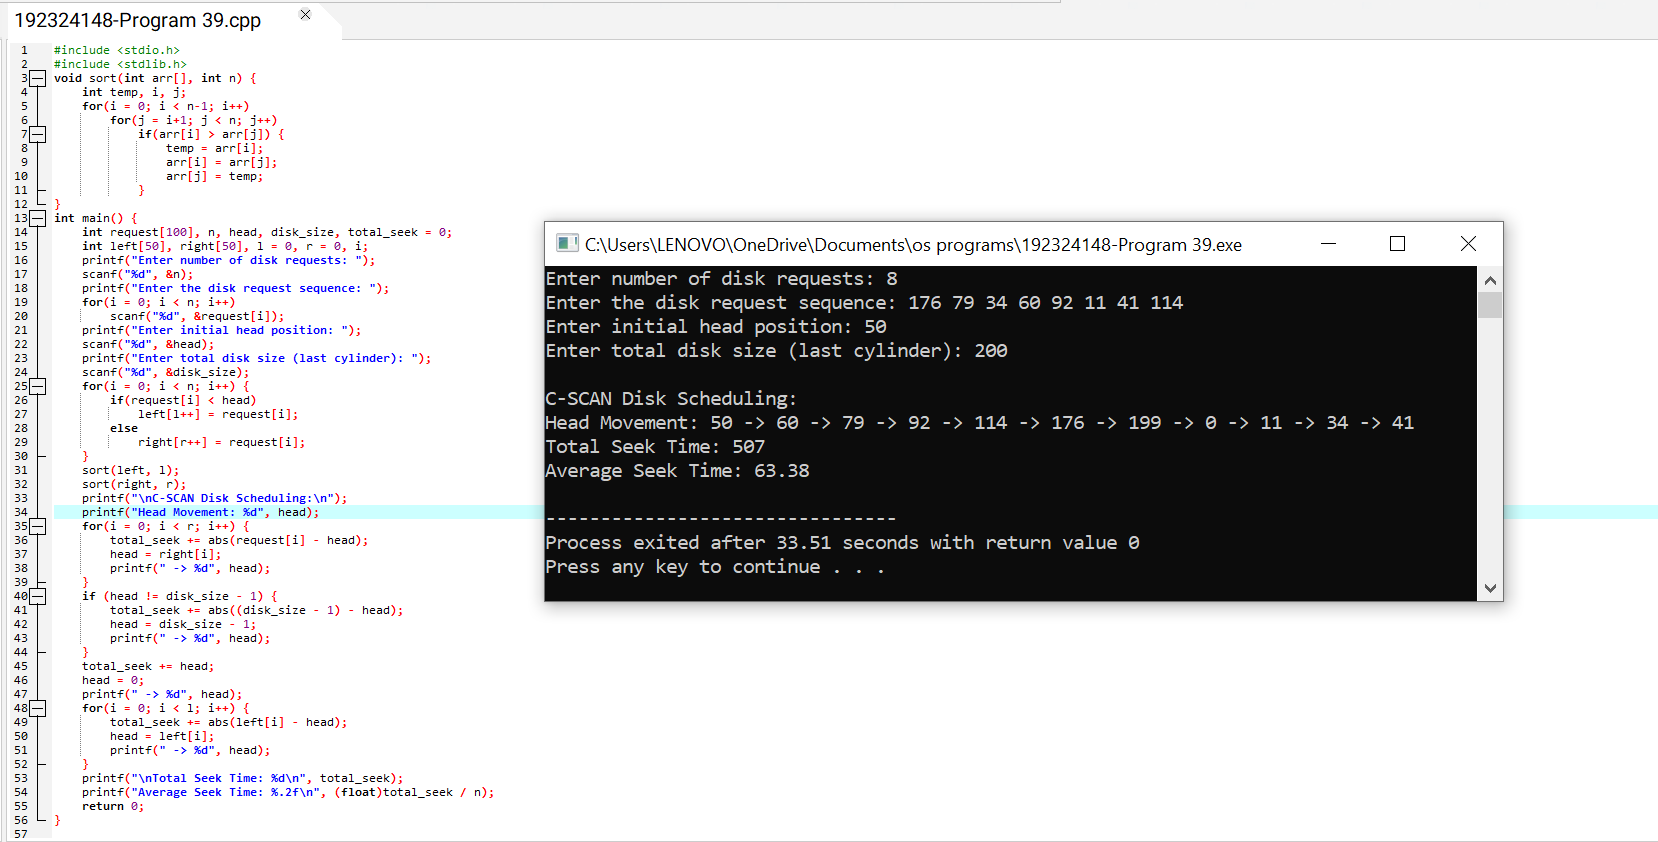 192324148-Program 39.cpp
1 #include <stdio.h>
2 #include <stdlib.h>
3 void sort(int arr[], int n) {
4     int temp, i, j;
5     for(i = 0; i < n-1; i++)
6         for(j = i+1; j < n; j++)
7             if(arr[i] > arr[j]) {
8                 temp = arr[i];
9                 arr[i] = arr[j];
10                 arr[j] = temp;
11             }
12 }
13 int main() {
14     int request[100], n, head, disk_size, total_seek = 0;
15     int left[50], right[50], l = 0, r = 0, i;
16     printf("Enter number of disk requests: ");
17     scanf("%d", &n);
18     printf("Enter the disk request sequence: ");
19     for(i = 0; i < n; i++)
20         scanf("%d", &request[i]);
21     printf("Enter initial head position: ");
22     scanf("%d", &head);
23     printf("Enter total disk size (last cylinder): ");
24     scanf("%d", &disk_size);
25     for(i = 0; i < n; i++) {
26         if(request[i] < head)
27             left[l++] = request[i];
28         else
29             right[r++] = request[i];
30     }
31     sort(left, l);
32     sort(right, r);
33     printf("\nC-SCAN Disk Scheduling:\n");
34     printf("Head Movement: %d", head);
35     for(i = 0; i < r; i++) {
36         total_seek += abs(request[i] - head);
37         head = right[i];
38         printf(" -> %d", head);
39     }
40     if (head != disk_size - 1) {
41         total_seek += abs((disk_size - 1) - head);
42         head = disk_size - 1;
43         printf(" -> %d", head);
44     }
45     total_seek += head;
46     head = 0;
47     printf(" -> %d", head);
48     for(i = 0; i < l; i++) {
49         total_seek += abs(left[i] - head);
50         head = left[i];
51         printf(" -> %d", head);
52     }
53     printf("\nTotal Seek Time: %d\n", total_seek);
54     printf("Average Seek Time: %.2f\n", (float)total_seek / n);
55     return 0;
56 }
57
C:\Users\LENOVO\OneDrive\Documents\os programs\192324148-Program 39.exe
Enter number of disk requests: 8
Enter the disk request sequence: 176 79 34 60 92 11 41 114
Enter initial head position: 50
Enter total disk size (last cylinder): 200
C-SCAN Disk Scheduling:
Head Movement: 50 -> 60 -> 79 -> 92 -> 114 -> 176 -> 199 -> 0 -> 11 -> 34 -> 41
Total Seek Time: 507
Average Seek Time: 63.38
--------------------------------
Process exited after 33.51 seconds with return value 0
Press any key to continue . . .